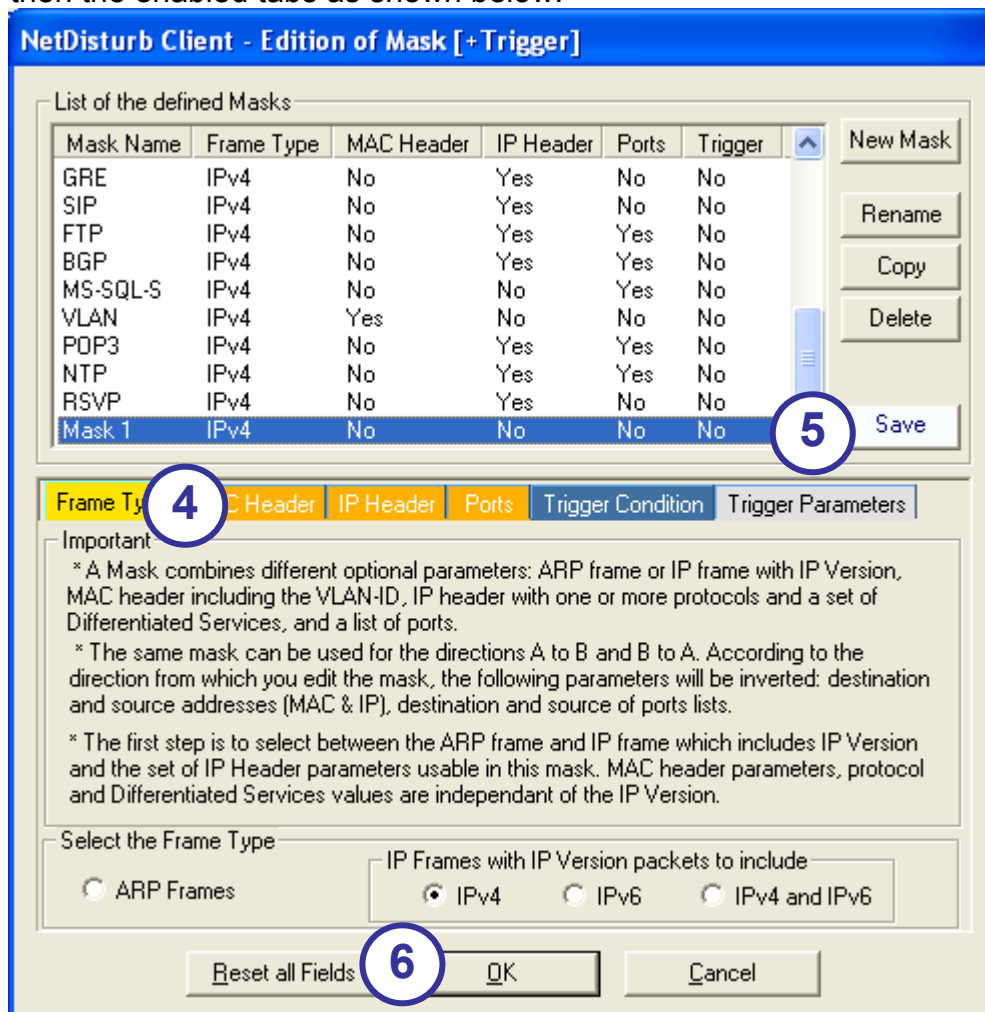 then the enabled tabs as shown below.
NetDisturb Client - Edition of Mask [+Trigger]
List of the defined Masks
Mask Name Frame Type MAC Header IP Header Ports Trigger
GRE IPv4 No Yes No No
SIP IPv4 No Yes No No
FTP IPv4 No Yes Yes No
BGP IPv4 No Yes Yes No
MS-SQL-S IPv4 No No Yes No
VLAN IPv4 Yes No No No
POP3 IPv4 No Yes Yes No
NTP IPv4 No Yes Yes No
RSVP IPv4 No Yes No No
Mask 1 IPv4 No No No No
New Mask
Rename
Copy
Delete
5
Save
Frame Ty 4 C Header IP Header Ports Trigger Condition Trigger Parameters
Important
* A Mask combines different optional parameters: ARP frame or IP frame with IP Version,
MAC header including the VLAN-ID, IP header with one or more protocols and a set of
Differentiated Services, and a list of ports.
* The same mask can be used for the directions A to B and B to A. According to the
direction from which you edit the mask, the following parameters will be inverted: destination
and source addresses (MAC & IP), destination and source of ports lists.
* The first step is to select between the ARP frame and IP frame which includes IP Version
and the set of IP Header parameters usable in this mask. MAC header parameters, protocol
and Differentiated Services values are independant of the IP Version.
Select the Frame Type
IP Frames with IP Version packets to include
ARP Frames
IPv4 IPv6 IPv4 and IPv6
Reset all Fields 6 OK Cancel